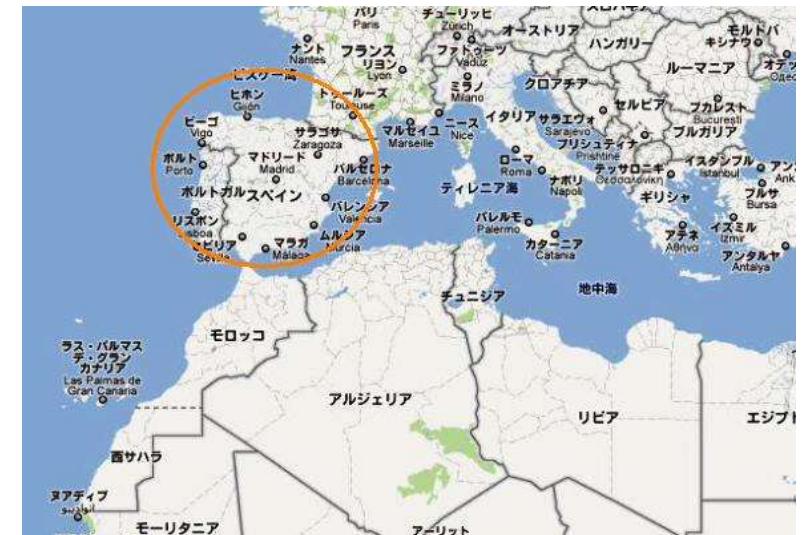 パリ
Paris
チューリッヒ
Zürich
オーストリア
モルドバ
キシナウ
ナント
Nantes
フランス
リヨン
Lyon
ファドゥーツ
Vaduz
ハンガリー
ルーマニア
ビスケー湾
ミラノ
Milano
クロアチア
ヒホン
Gijón
トゥールーズ
Toulouse
セルビア
ブカレスト
București
ビーゴ
Vigo
サラゴサ
Zaragoza
マルセイユ
Marseille
ニース
Nice
イタリア
サラエヴォ
Sarajevo
ブルガリア
プリシュティナ
Prishtinë
ポルト
Porto
マドリード
Madrid
バルセロナ
Barcelona
ローマ
Roma
テッサロニキ
Θεσσαλονίκη
イスタンブル
İstanbul
ポルトガル
スペイン
ティレニア海
ナポリ
Napoli
ギリシャ
ブルサ
Bursa
バレンシア
Valencia
リスボン
Lisboa
パレルモ
Palermo
アテネ
Αθήνα
イズミル
İzmir
セビリア
Sevilla
マラガ
Málaga
ムルシア
Murcia
カターニア
Catania
アンタルヤ
Antalya
チュニジア
地中海
モロッコ
ラス・パルマス
デ・グラン
カナリア
Las Palmas de
Gran Canaria
アルジェリア
リビア
エジプト
西サハラ
ヌアディブ
モーリタニア
アーリット